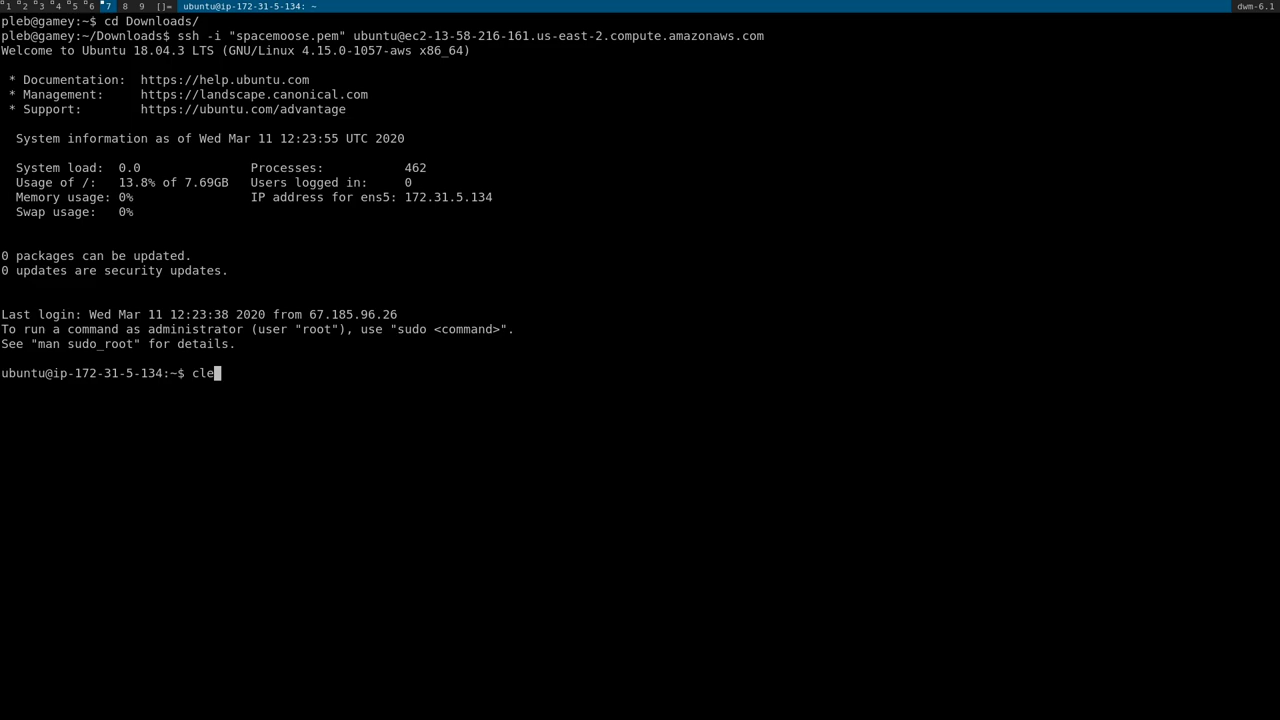 1 2 3 4 5 6 7 8 9 []= ubuntu@ip-172-31-5-134: ~ dwm-6.1
pleb@gamey:~$ cd Downloads/
pleb@gamey:~/Downloads$ ssh -i "spacemoose.pem" ubuntu@ec2-13-58-216-161.us-east-2.compute.amazonaws.com
Welcome to Ubuntu 18.04.3 LTS (GNU/Linux 4.15.0-1057-aws x86_64)
* Documentation: https://help.ubuntu.com
* Management: https://landscape.canonical.com
* Support: https://ubuntu.com/advantage
System information as of Wed Mar 11 12:23:55 UTC 2020
System load: 0.0 Processes: 462
Usage of /: 13.8% of 7.69GB Users logged in: 0
Memory usage: 0% IP address for ens5: 172.31.5.134
Swap usage: 0%
0 packages can be updated.
0 updates are security updates.
Last login: Wed Mar 11 12:23:38 2020 from 67.185.96.26
To run a command as administrator (user "root"), use "sudo <command>".
See "man sudo_root" for details.
ubuntu@ip-172-31-5-134:~$ cle